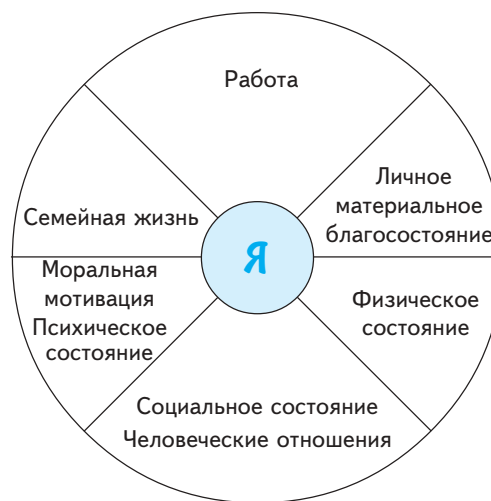 Работа
Личное
материальное
благосостояние
Семейная жизнь
Я
Моральная
мотивация
Психическое
состояние
Физическое
состояние
Социальное состояние
Человеческие отношения